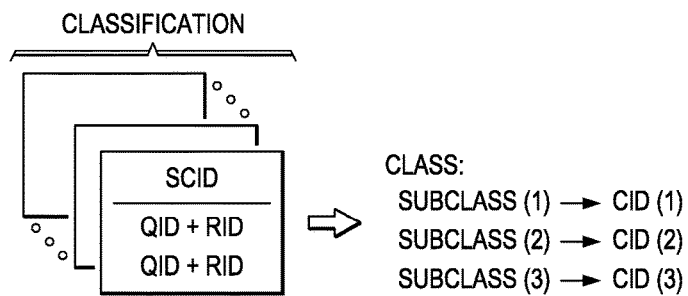 CLASSIFICATION
SCID
QID + RID
QID + RID
CLASS:
SUBCLASS (1) → CID (1)
SUBCLASS (2) → CID (2)
SUBCLASS (3) → CID (3)